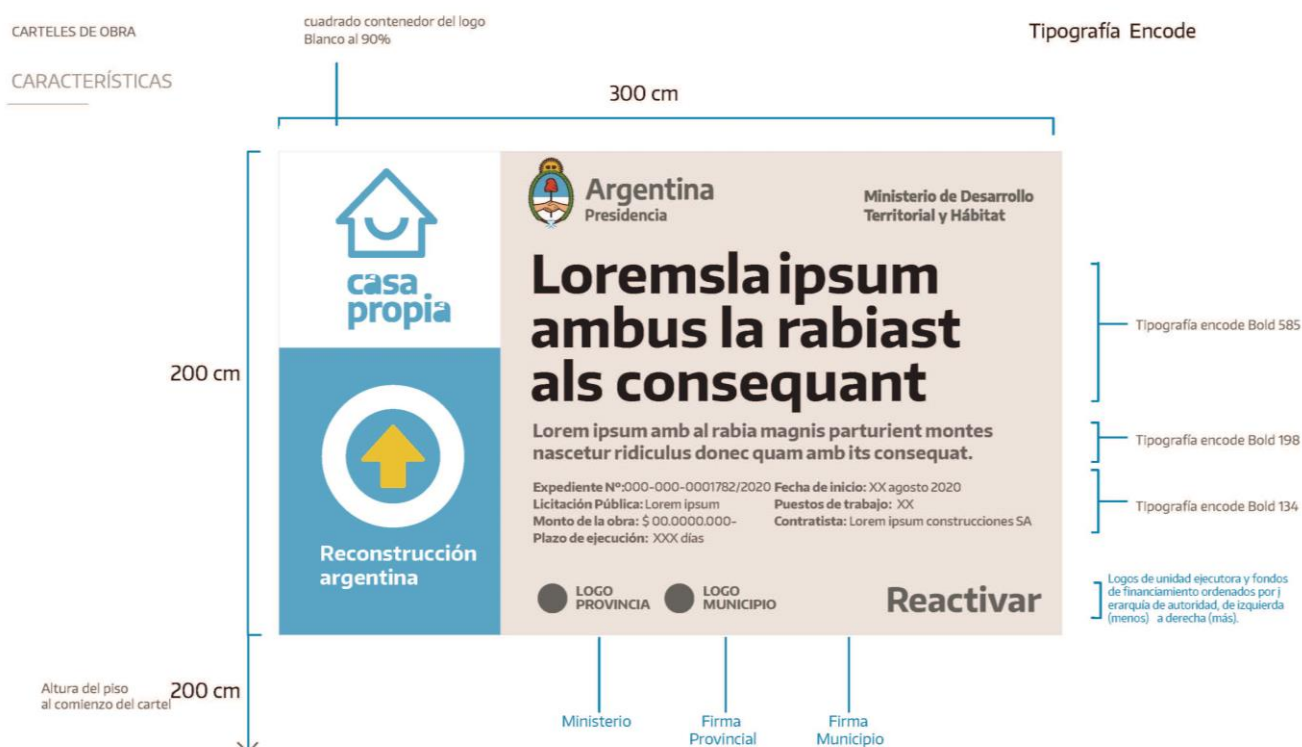 CARTELES DE OBRA
CARACTERÍSTICAS
cuadrado contenedor del logo
Blanco al 90%
Tipografía Encode
300 cm
200 cm
casa
propia
Reconstrucción
argentina
Argentina
Presidencia
Ministerio de Desarrollo
Territorial y Hábitat
Loremsla ipsum
ambus la rabiast
als consequant
Lorem ipsum amb al rabia magnis parturient montes
nascetur ridiculus donec quam amb its consequat.
Expediente Nº:000-000-0001782/2020 Fecha de inicio: XX agosto 2020
Licitación Pública: Lorem ipsum Puestos de trabajo: XX
Monto de la obra: $ 00.0000.000- Contratista: Lorem ipsum construcciones SA
Plazo de ejecución: XXX días
LOGO
PROVINCIA
LOGO
MUNICIPIO
Reactivar
Tipografía encode Bold 585
Tipografía encode Bold 198
Tipografía encode Bold 134
Logos de unidad ejecutora y fondos
de financiamiento ordenados por j
erarquía de autoridad, de izquierda
(menos) a derecha (más).
Altura del piso
al comienzo del cartel
200 cm
Ministerio
Firma
Provincial
Firma
Municipio